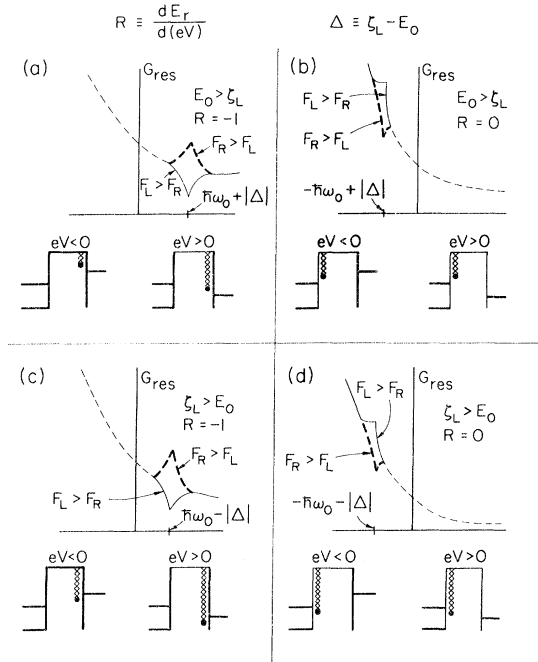 R ≡ dE_r / d(eV)
Δ ≡ ζ_L − E_0
(a)
G_res
E_0 > ζ_L
R = −1
F_R > F_L
F_L > F_R
ħω_0 + |Δ|
eV<0
eV>0
(b)
G_res
F_L > F_R
E_0 > ζ_L
R = 0
F_R > F_L
−ħω_0 + |Δ|
eV<0
eV>0
(c)
G_res
ζ_L > E_0
R = −1
F_R > F_L
F_L > F_R
ħω_0 − |Δ|
eV<0
eV>0
(d)
G_res
F_L > F_R
ζ_L > E_0
R = 0
F_R > F_L
−ħω_0 − |Δ|
eV<0
eV>0